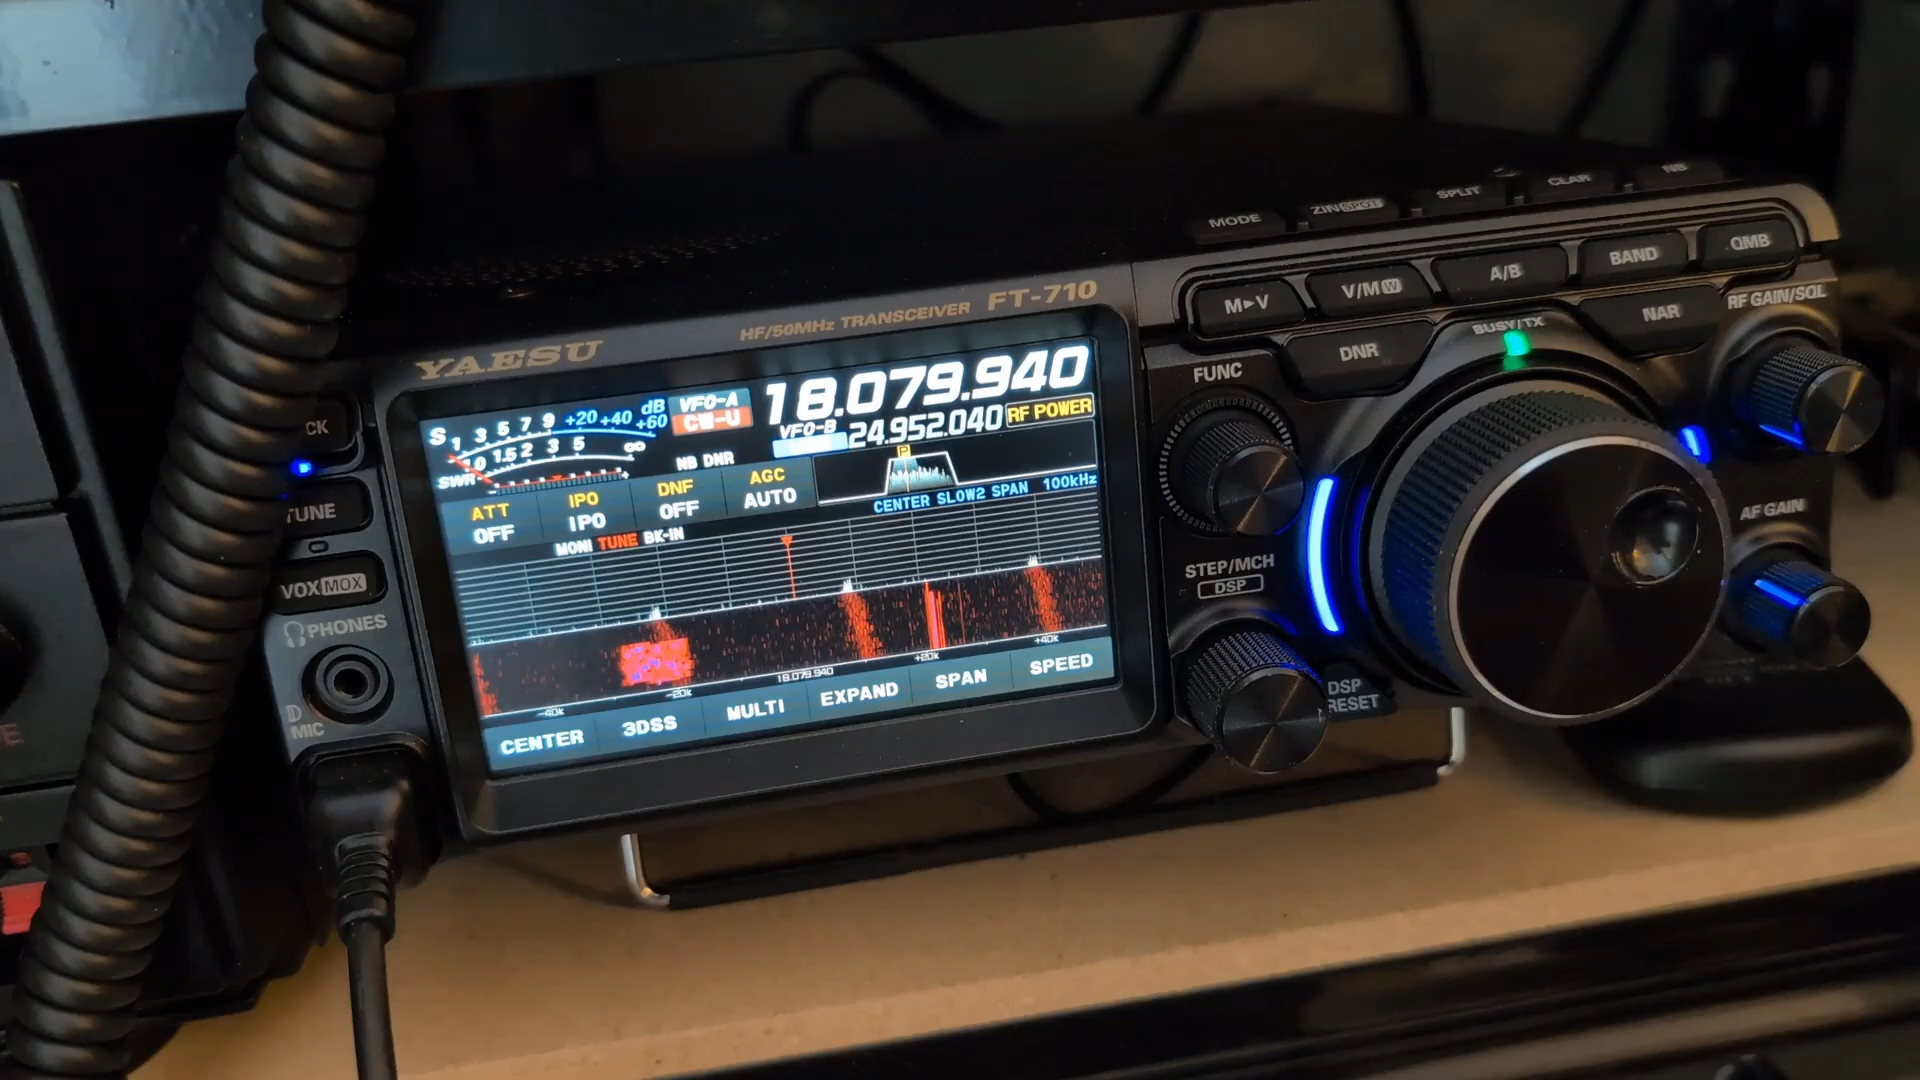 YAESU
HF/50MHz TRANSCEIVER FT-710
S 1 3 5 7 9 +20 +40 +60 dB
SWR 0 1.5 2 3 5 ∞
VFO-A
CW-U
18.079.940
VFO-B
24.952.040
RF POWER
NB DNR
P
ATT
OFF
IPO
IPO
DNF
OFF
AGC
AUTO
CENTER SLOW2 SPAN 100kHz
MONI TUNE BK-IN
-40k -20k 18.079.940 +20k +40k
CENTER
3DSS
MULTI
EXPAND
SPAN
SPEED
CK
TUNE
VOX MOX
PHONES
MIC
MODE
ZIN SPOT
SPLIT
CLAR
NB
M▶V
V/M W
A/B
BAND
QMB
DNR
BUSY/TX
NAR
RF GAIN/SQL
FUNC
STEP/MCH
DSP
DSP
RESET
AF GAIN